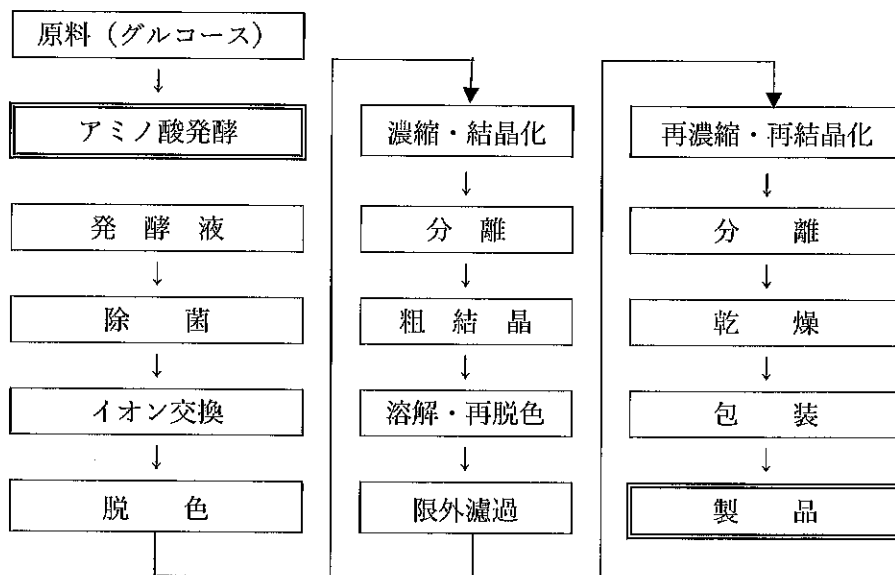 原料（グルコース）
↓
アミノ酸発酵
発酵液
↓
除菌
↓
イオン交換
↓
脱色
濃縮・結晶化
↓
分離
↓
粗結晶
↓
溶解・再脱色
↓
限外濾過
再濃縮・再結晶化
↓
分離
↓
乾燥
↓
包装
↓
製品